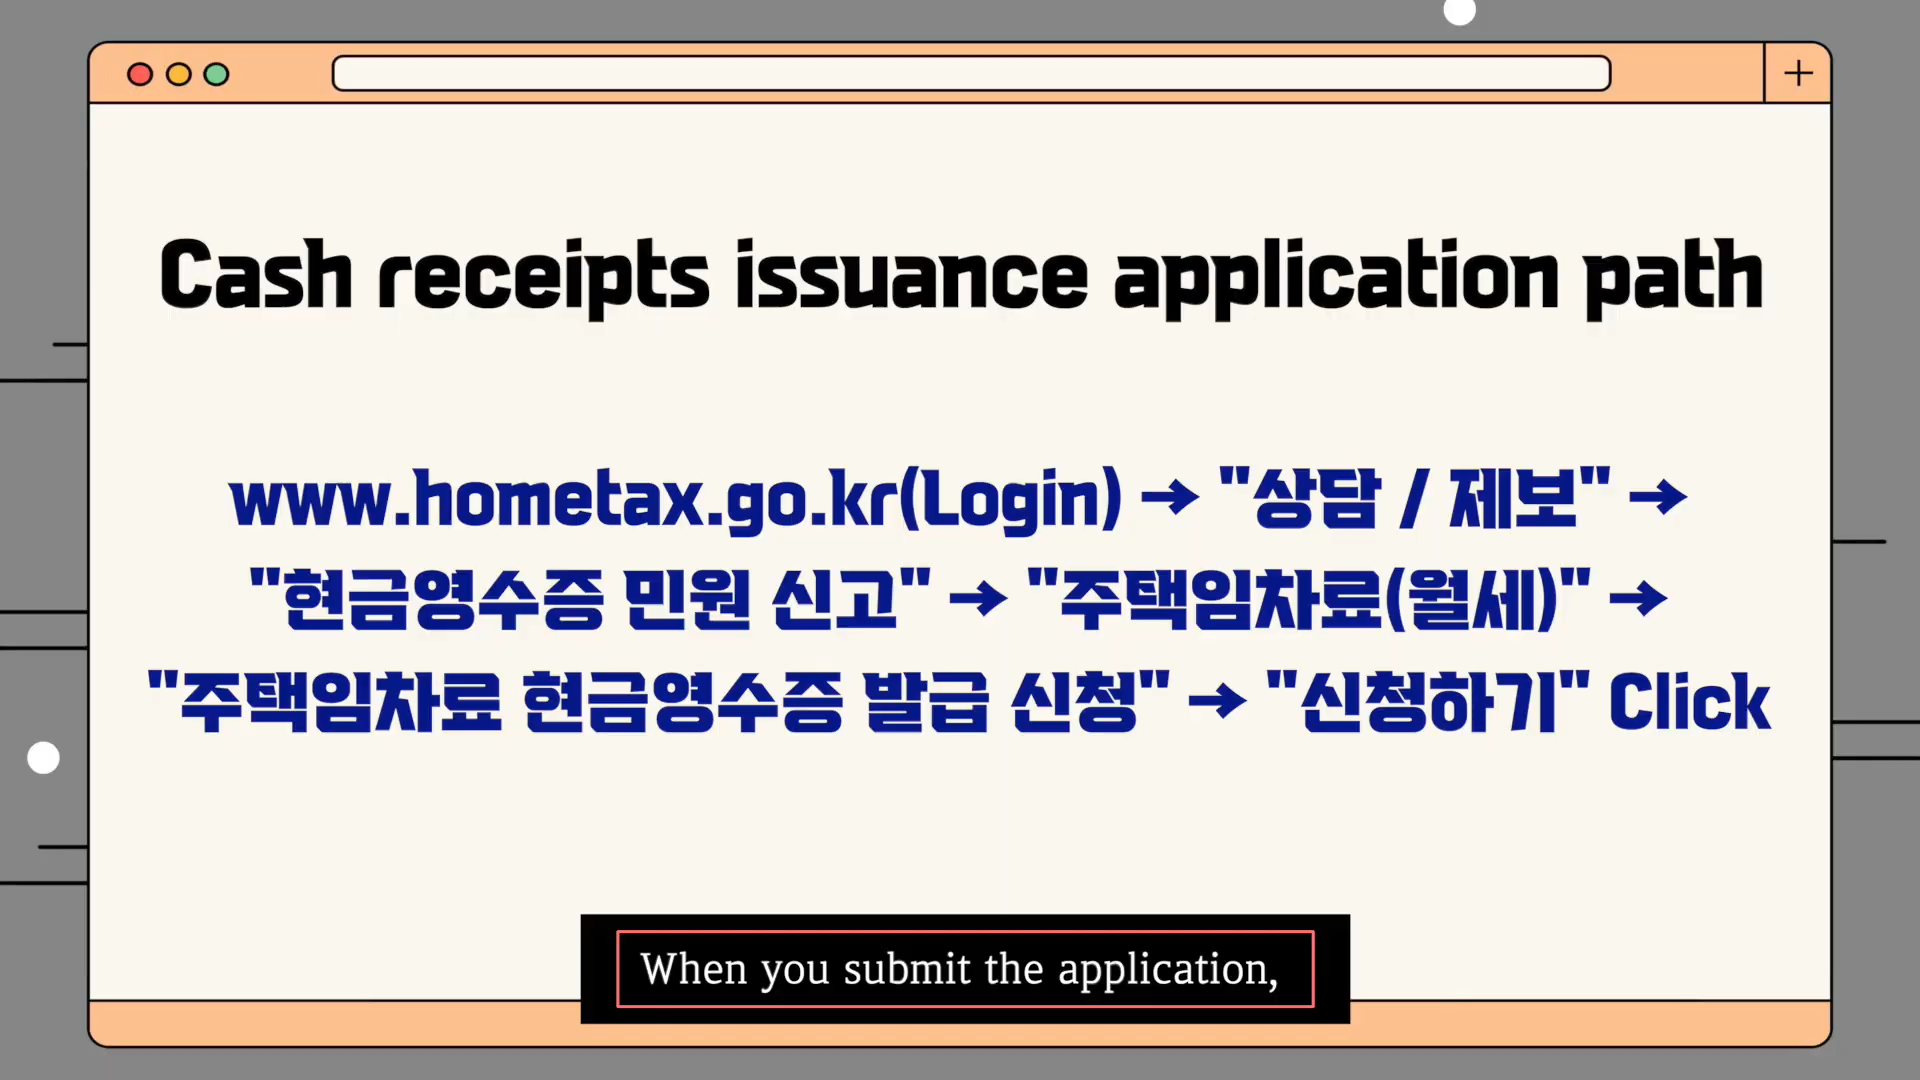 Cash receipts issuance application path
www.hometax.go.kr(Login) → "상담 / 제보" →
"현금영수증 민원 신고" → "주택임차료(월세)" →
"주택임차료 현금영수증 발급 신청" → "신청하기" Click
When you submit the application,